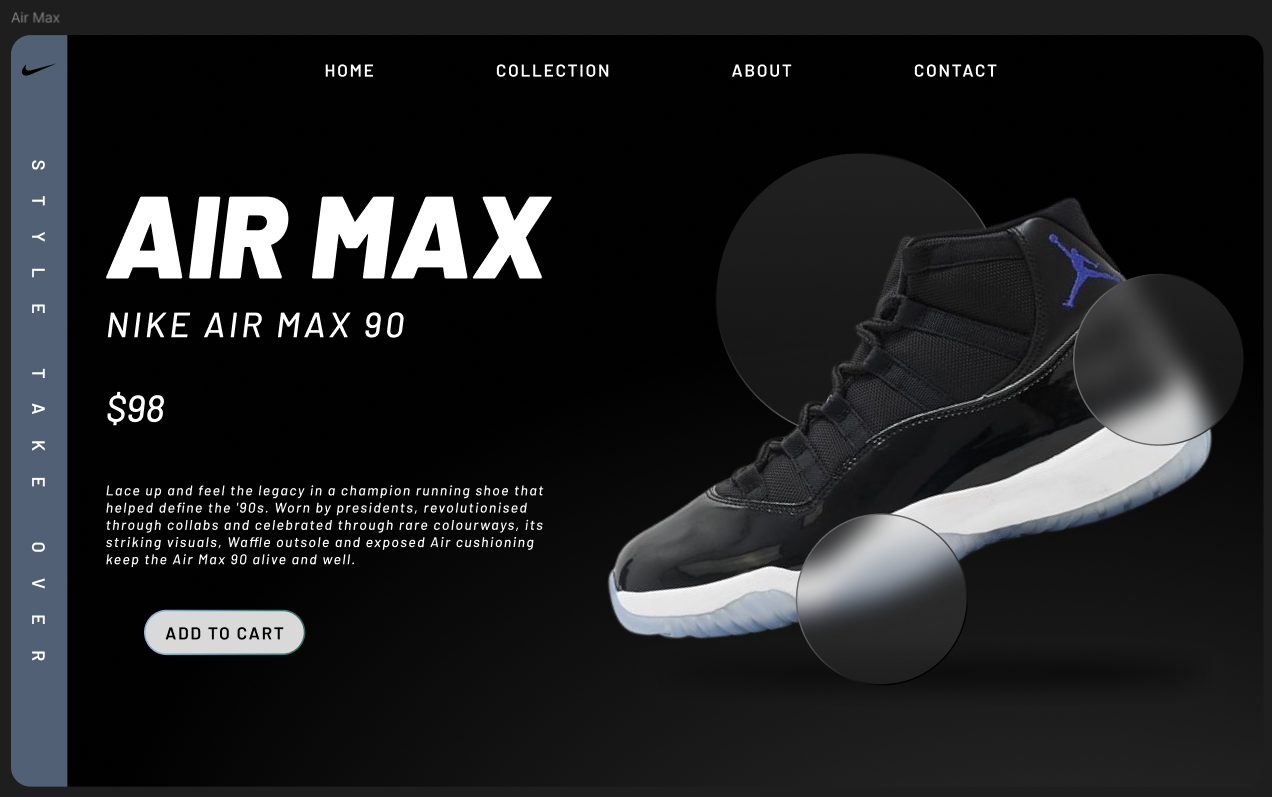 Air Max
HOME COLLECTION ABOUT CONTACT
STYLE TAKE OVER
AIR MAX
NIKE AIR MAX 90
$98
Lace up and feel the legacy in a champion running shoe that
helped define the '90s. Worn by presidents, revolutionised
through collabs and celebrated through rare colourways, its
striking visuals, Waffle outsole and exposed Air cushioning
keep the Air Max 90 alive and well.
ADD TO CART